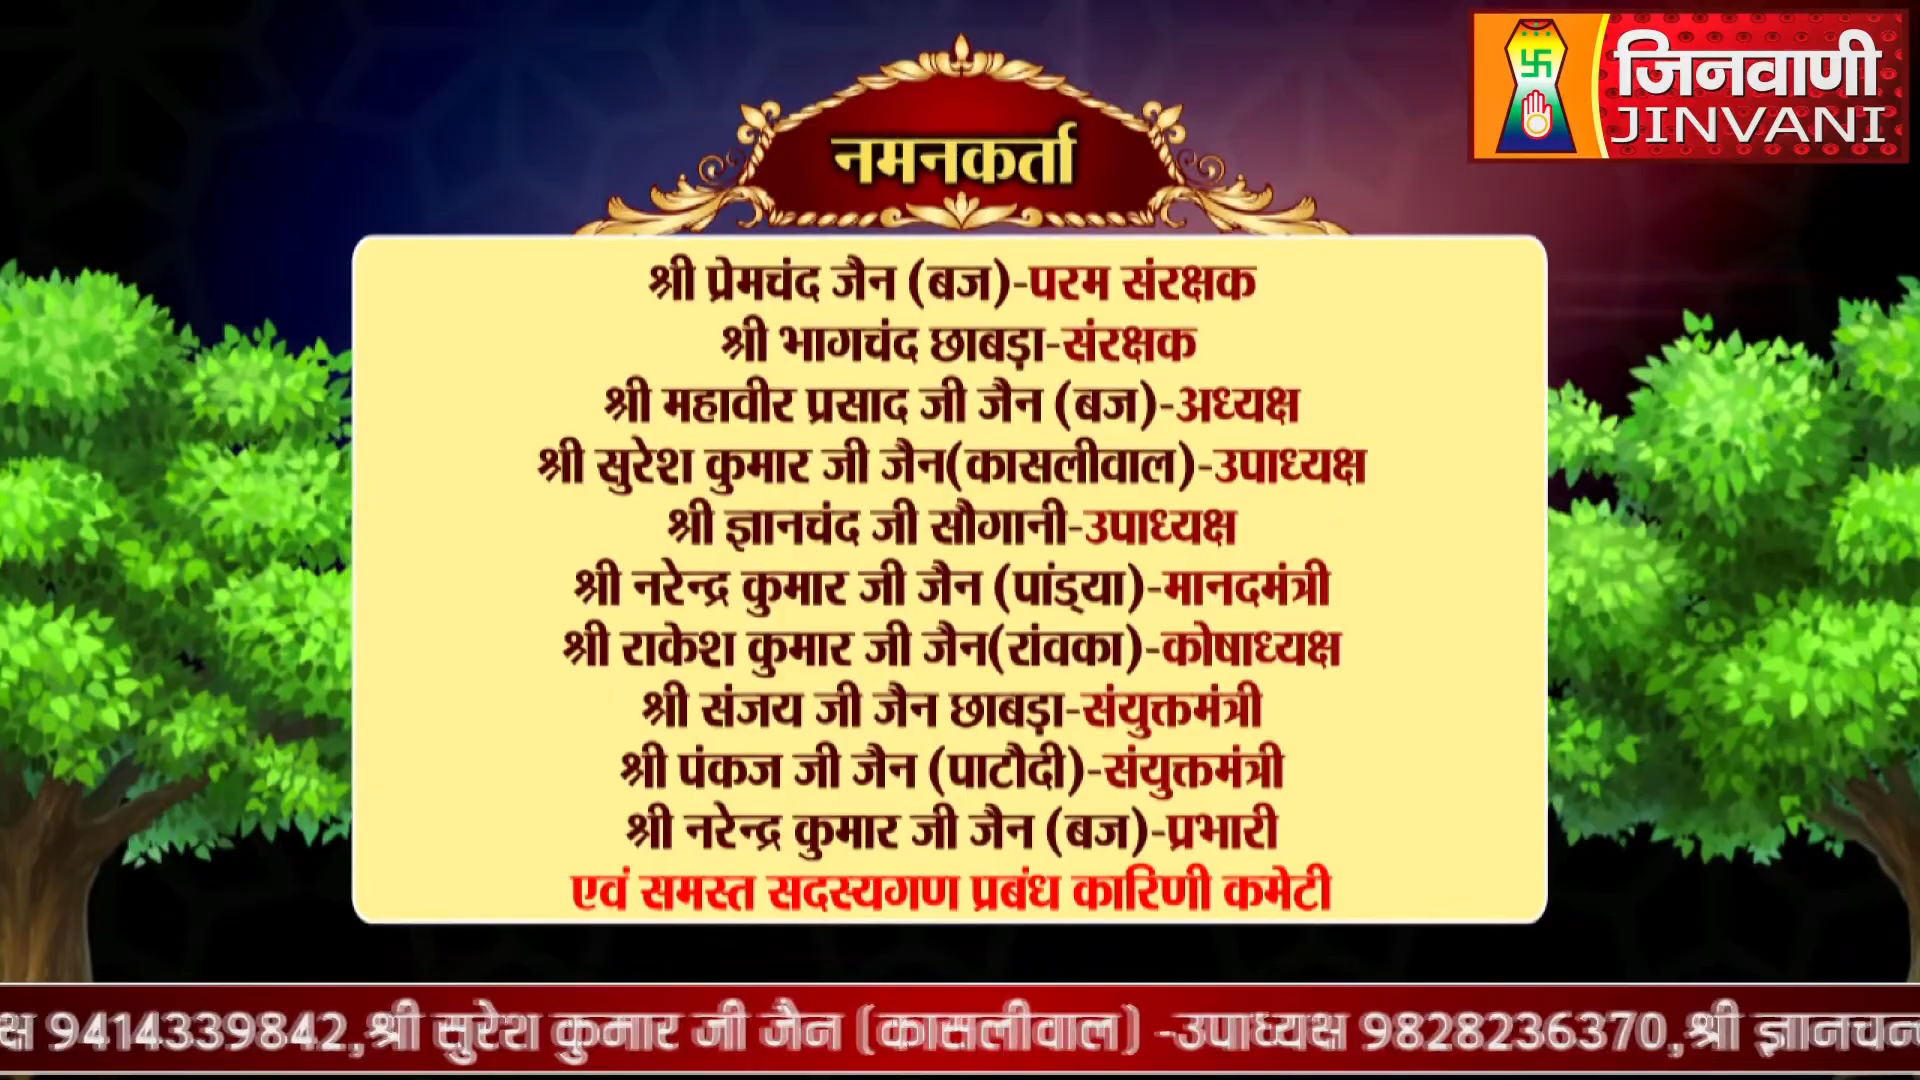 जिनवाणी
JINVANI
नमनकर्ता
श्री प्रेमचंद जैन (बज)-परम संरक्षक
श्री भागचंद छाबड़ा-संरक्षक
श्री महावीर प्रसाद जी जैन (बज)-अध्यक्ष
श्री सुरेश कुमार जी जैन(कासलीवाल)-उपाध्यक्ष
श्री ज्ञानचंद जी सौगानी-उपाध्यक्ष
श्री नरेन्द्र कुमार जी जैन (पांड्या)-मानदमंत्री
श्री राकेश कुमार जी जैन(रांवका)-कोषाध्यक्ष
श्री संजय जी जैन छाबड़ा-संयुक्तमंत्री
श्री पंकज जी जैन (पाटौदी)-संयुक्तमंत्री
श्री नरेन्द्र कुमार जी जैन (बज)-प्रभारी
एवं समस्त सदस्यगण प्रबंध कारिणी कमेटी
9414339842,श्री सुरेश कुमार जी जैन (कासलीवाल) -उपाध्यक्ष 9828236370,श्री